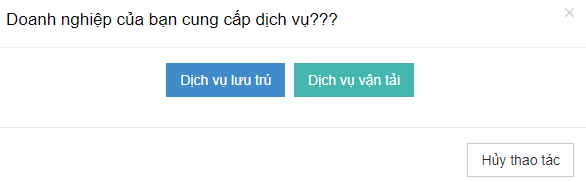 Doanh nghiệp của bạn cung cấp dịch vụ???
×
Dịch vụ lưu trú
Dịch vụ vận tải
Hủy thao tác